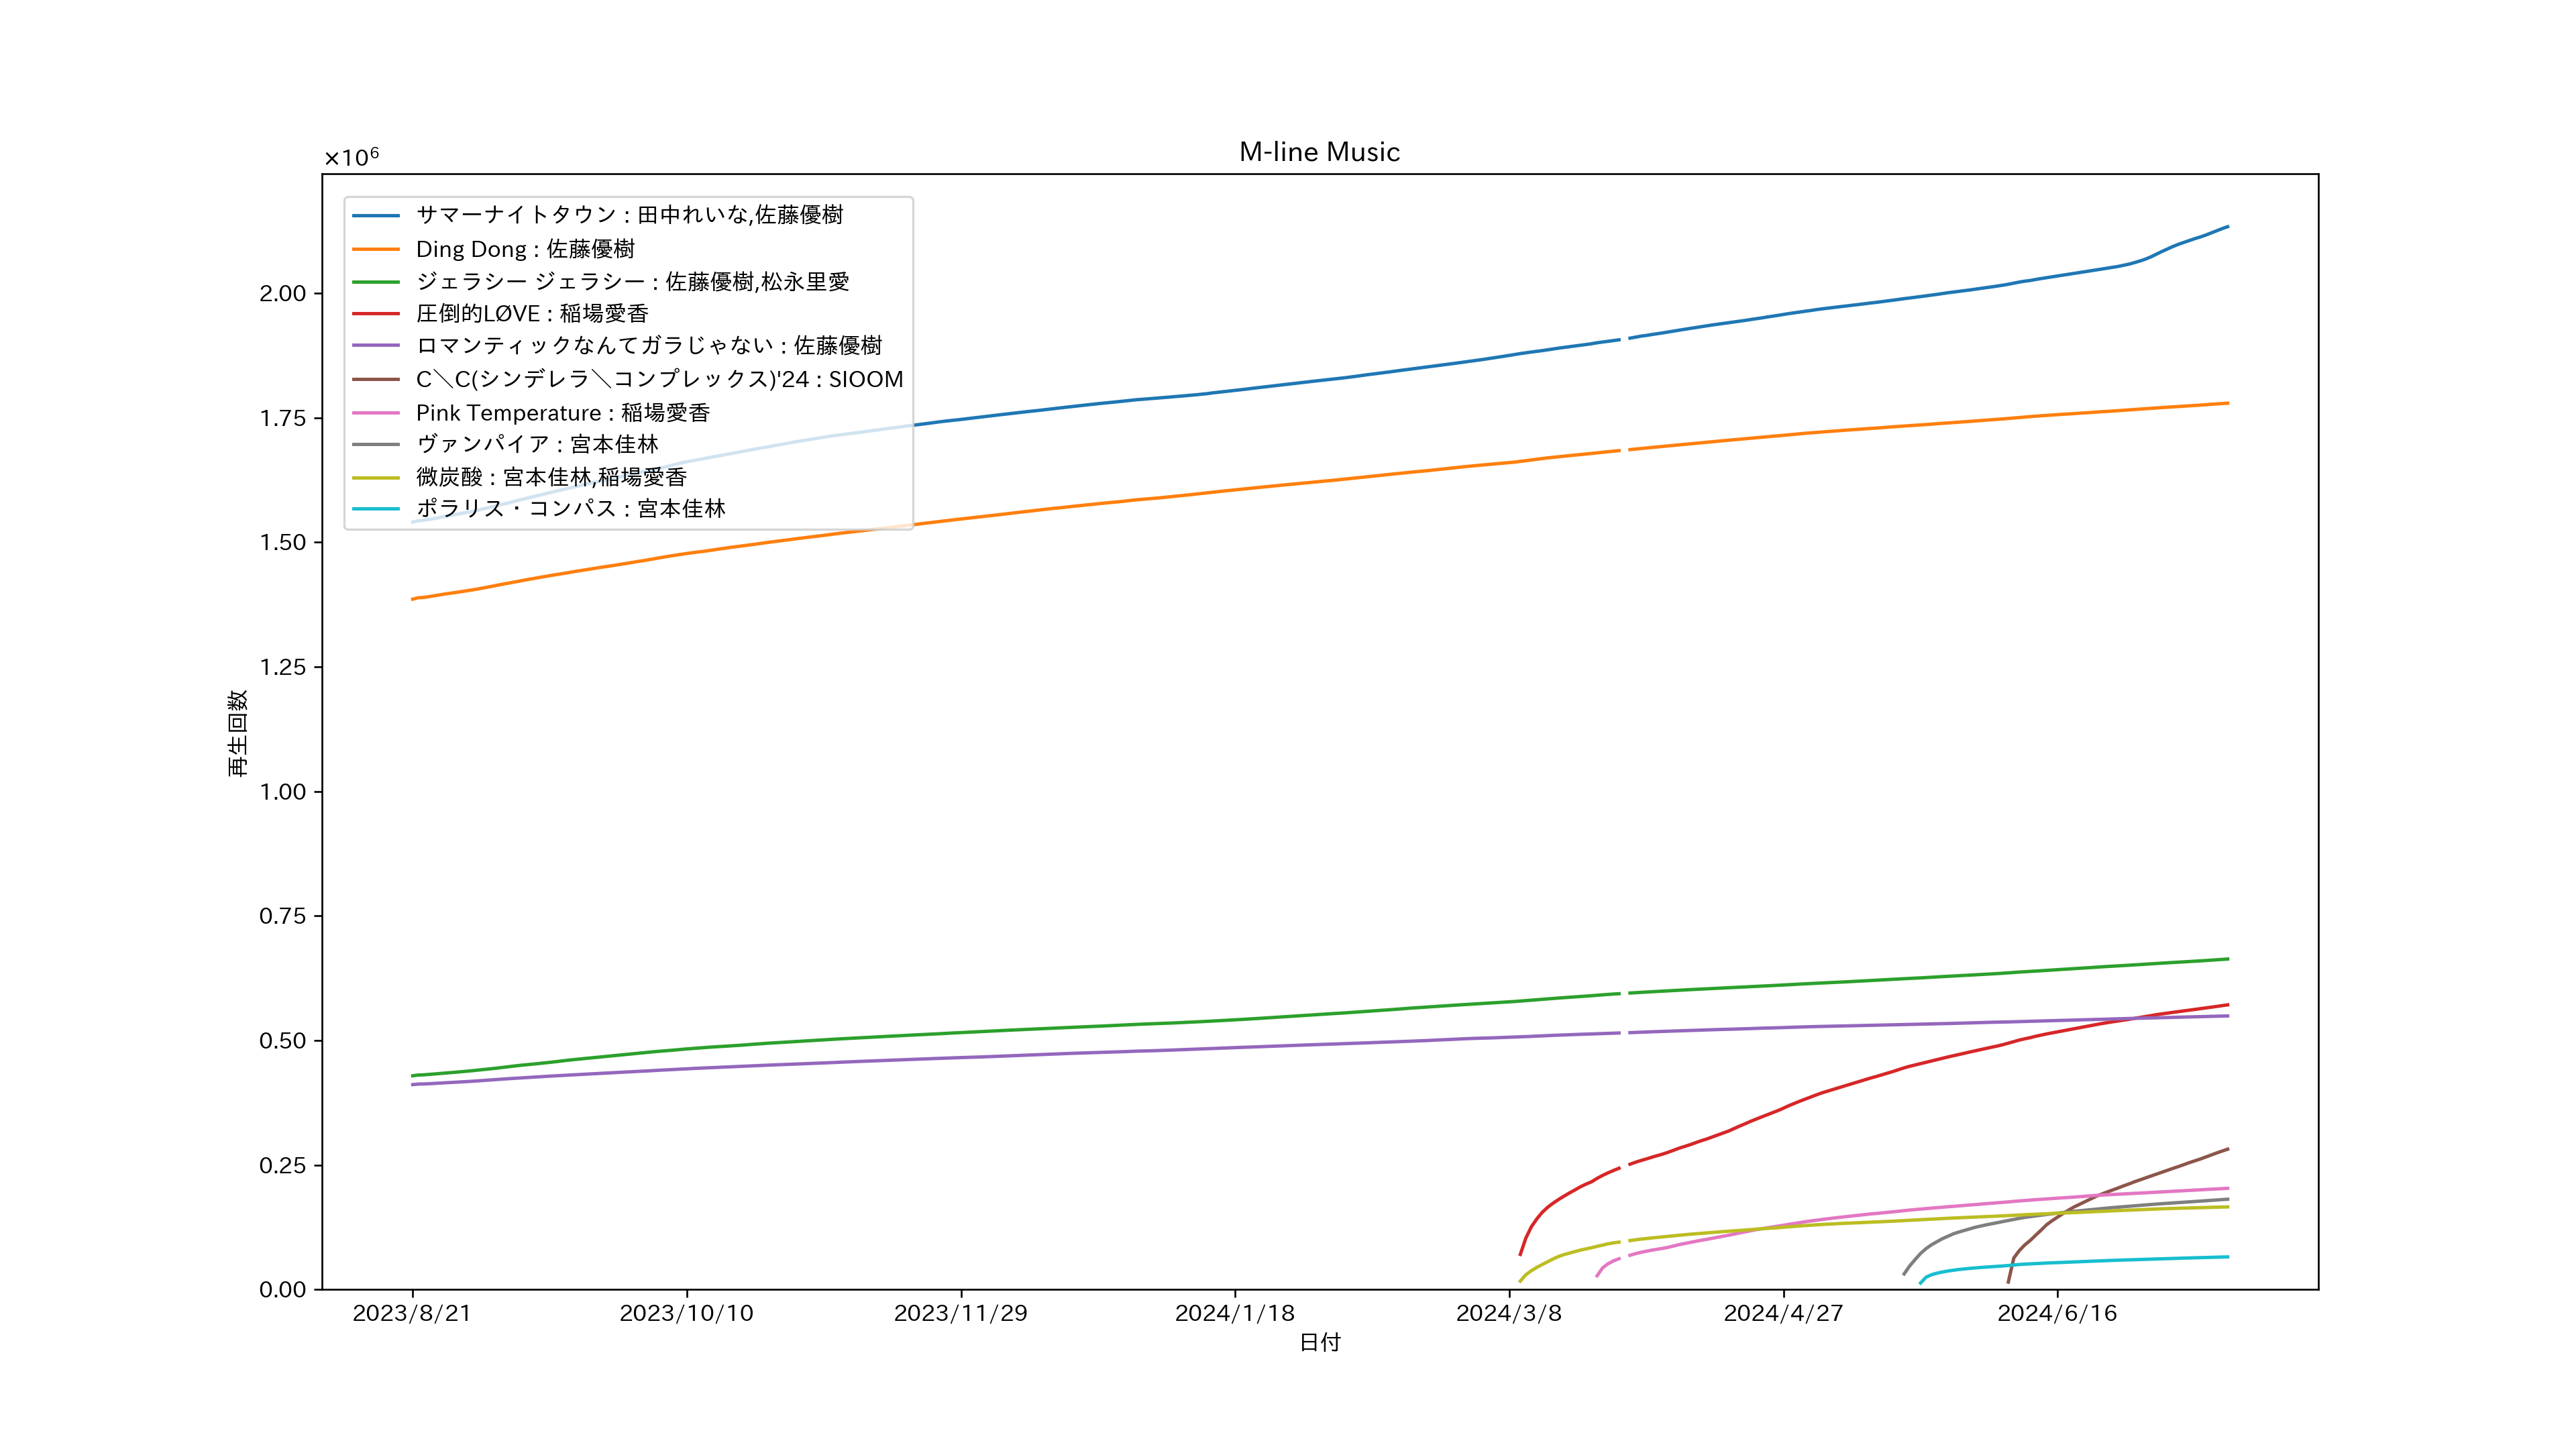 M-line Music
×10⁶
サマーナイトタウン : 田中れいな,佐藤優樹
Ding Dong : 佐藤優樹
ジェラシー ジェラシー : 佐藤優樹,松永里愛
圧倒的LØVE : 稲場愛香
ロマンティックなんてガラじゃない : 佐藤優樹
C＼C(シンデレラ＼コンプレックス)'24 : SIOOM
Pink Temperature : 稲場愛香
ヴァンパイア : 宮本佳林
微炭酸 : 宮本佳林,稲場愛香
ポラリス・コンパス : 宮本佳林
2.00
1.75
1.50
1.25
1.00
0.75
0.50
0.25
0.00
再生回数
2023/8/21 2023/10/10 2023/11/29 2024/1/18 2024/3/8 2024/4/27 2024/6/16
日付